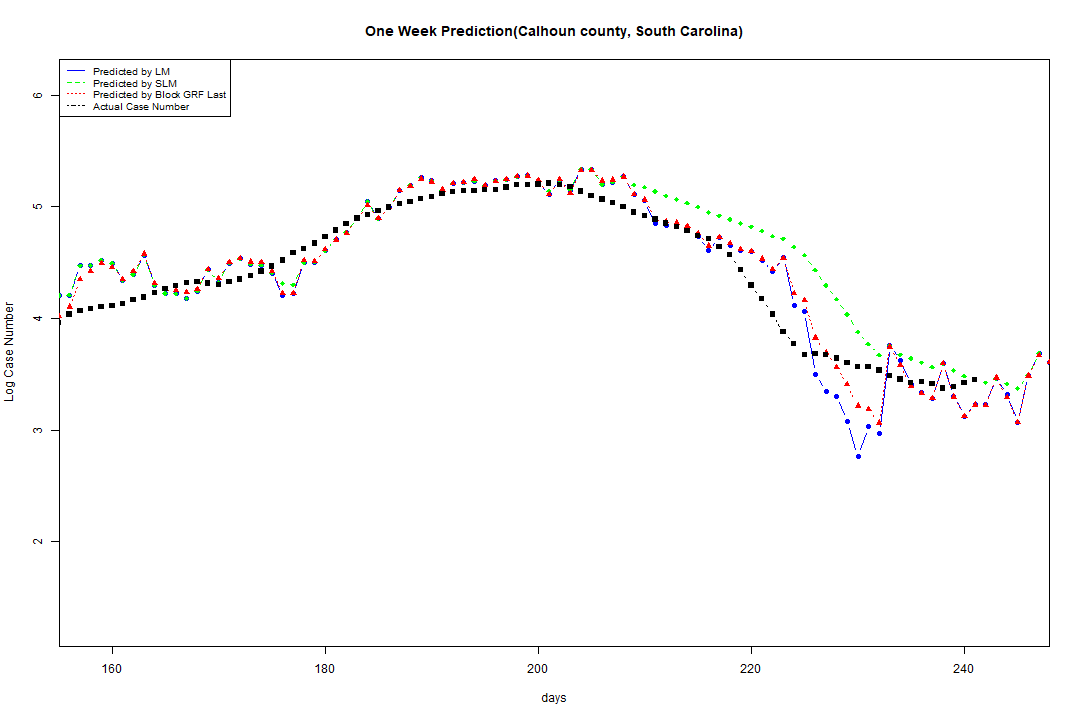 One Week Prediction(Calhoun county, South Carolina)
Predicted by LM
Predicted by SLM
Predicted by Block GRF Last
Actual Case Number
6
5
4
3
2
Log Case Number
160 180 200 220 240
days